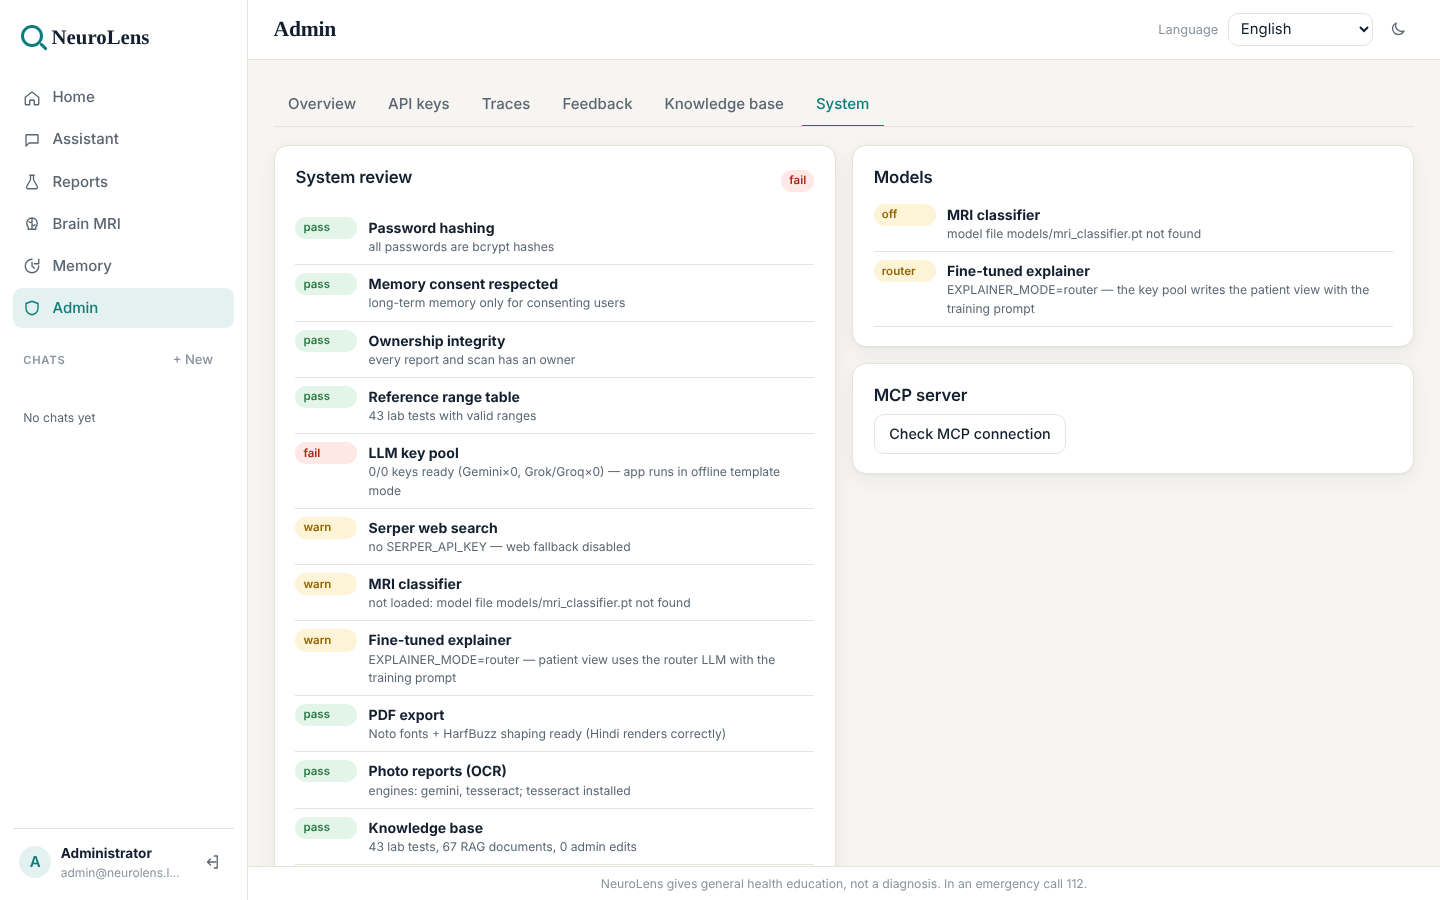 NeuroLens
Home
Assistant
Reports
Brain MRI
Memory
Admin
CHATS
+ New
No chats yet
A
Administrator
admin@neurolens.l...
Admin
Language
English
Overview
API keys
Traces
Feedback
Knowledge base
System
System review
fail
pass
Password hashing
all passwords are bcrypt hashes
pass
Memory consent respected
long-term memory only for consenting users
pass
Ownership integrity
every report and scan has an owner
pass
Reference range table
43 lab tests with valid ranges
fail
LLM key pool
0/0 keys ready (Gemini×0, Grok/Groq×0) — app runs in offline template
mode
warn
Serper web search
no SERPER_API_KEY — web fallback disabled
warn
MRI classifier
not loaded: model file models/mri_classifier.pt not found
warn
Fine-tuned explainer
EXPLAINER_MODE=router — patient view uses the router LLM with the
training prompt
pass
PDF export
Noto fonts + HarfBuzz shaping ready (Hindi renders correctly)
pass
Photo reports (OCR)
engines: gemini, tesseract; tesseract installed
pass
Knowledge base
43 lab tests, 67 RAG documents, 0 admin edits
Models
off
MRI classifier
model file models/mri_classifier.pt not found
router
Fine-tuned explainer
EXPLAINER_MODE=router — the key pool writes the patient view with the
training prompt
MCP server
Check MCP connection
NeuroLens gives general health education, not a diagnosis. In an emergency call 112.